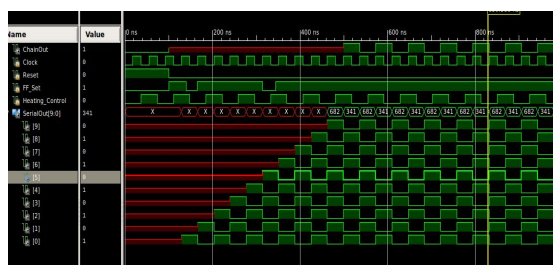 Name Value 0 ns 200 ns 400 ns 600 ns 800 ns
ChainOut 1
Clock 0
Reset 0
FF_Set 1
Heating_Control 0
SerialOut[9:0] 341 X X X X X X X X X X 682 341 682 341 682 341 682 341 682 341 682 341 682 341
[9] 0
[8] 1
[7] 0
[6] 1
[5] 0
[4] 1
[3] 0
[2] 1
[1] 0
[0] 1